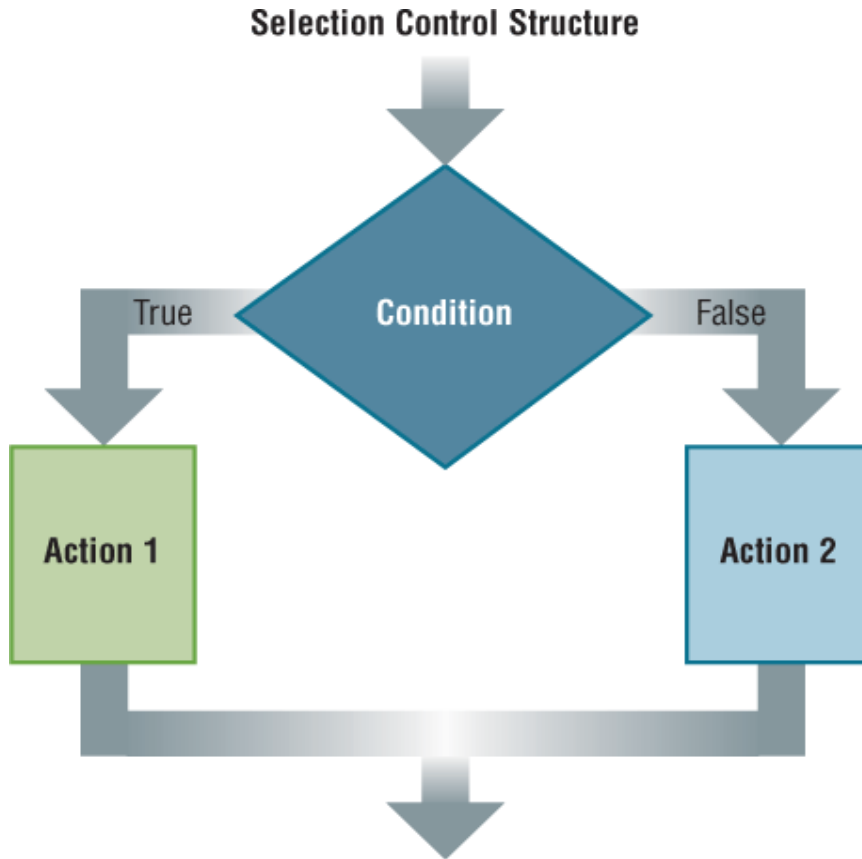 Selection Control Structure
True
Condition
False
Action 1
Action 2